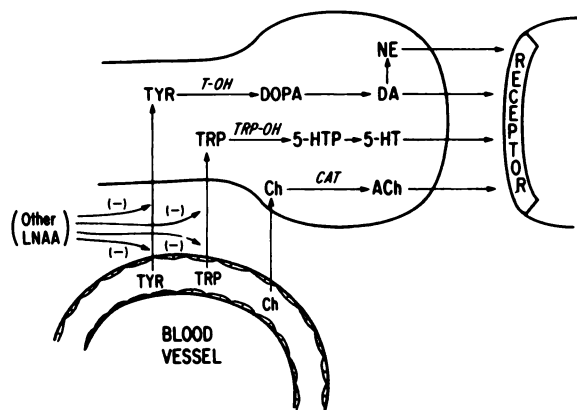 NE
T-OH
TYR DOPA DA
TRP-OH
TRP 5-HTP 5-HT
CAT
Ch ACh
RECEPTOR
(-) (-)
(Other LNAA)
(-) (-)
TYR TRP Ch
BLOOD
VESSEL